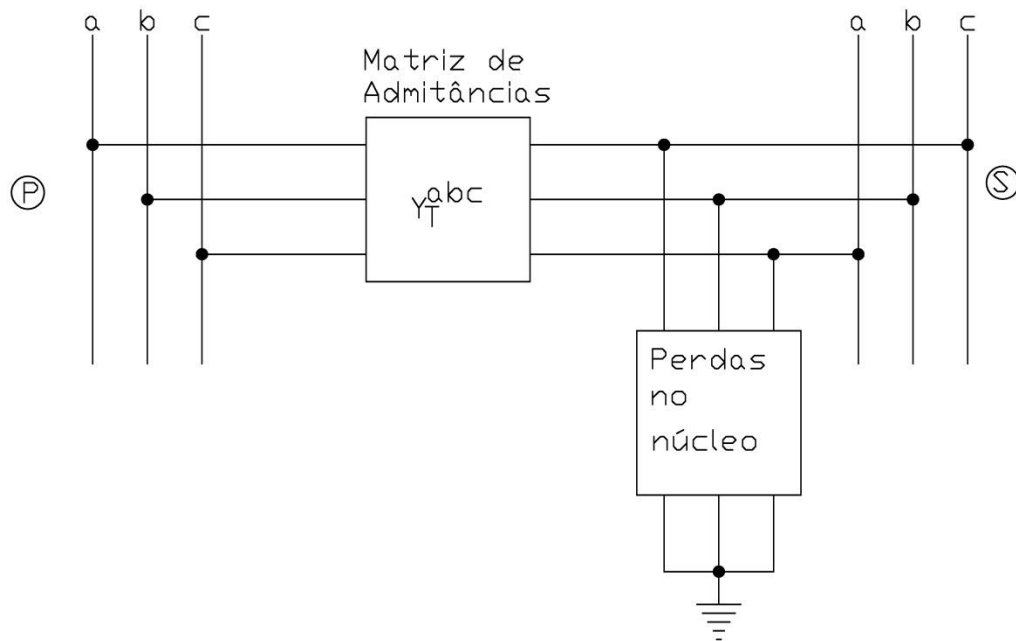 a b c
a b c
Matriz de
Admitâncias
P
Y_T^abc
S
Perdas
no
núcleo